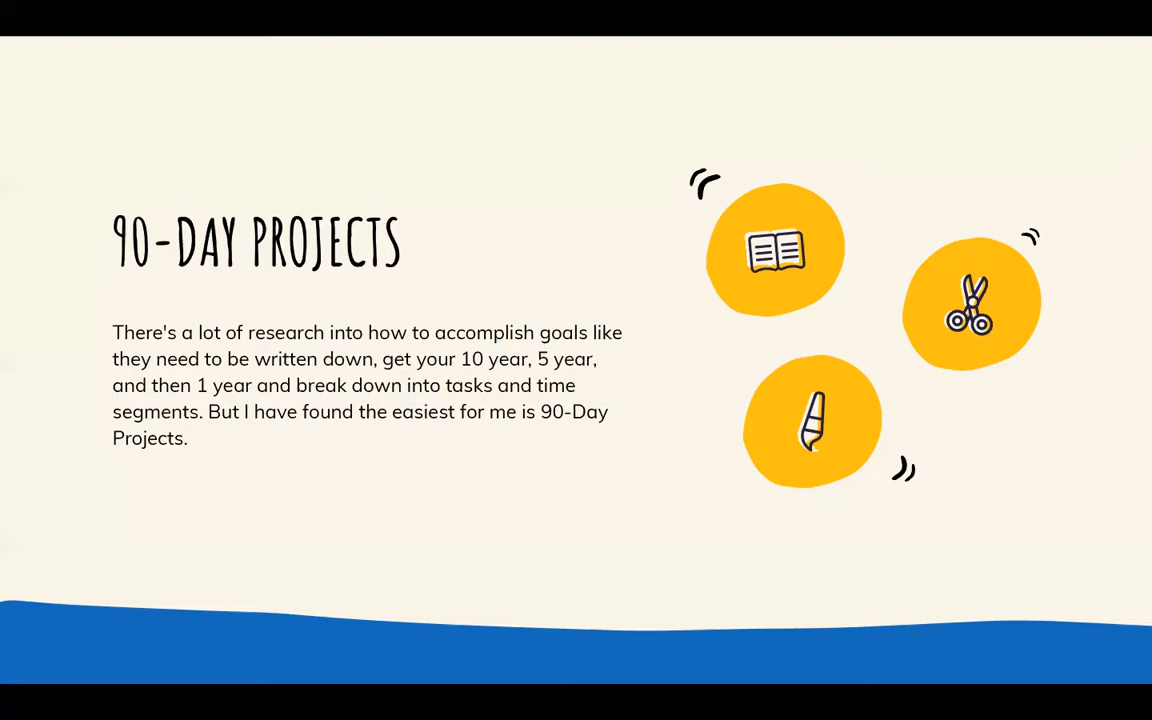 90-DAY PROJECTS
There's a lot of research into how to accomplish goals like
they need to be written down, get your 10 year, 5 year,
and then 1 year and break down into tasks and time
segments. But I have found the easiest for me is 90-Day
Projects.